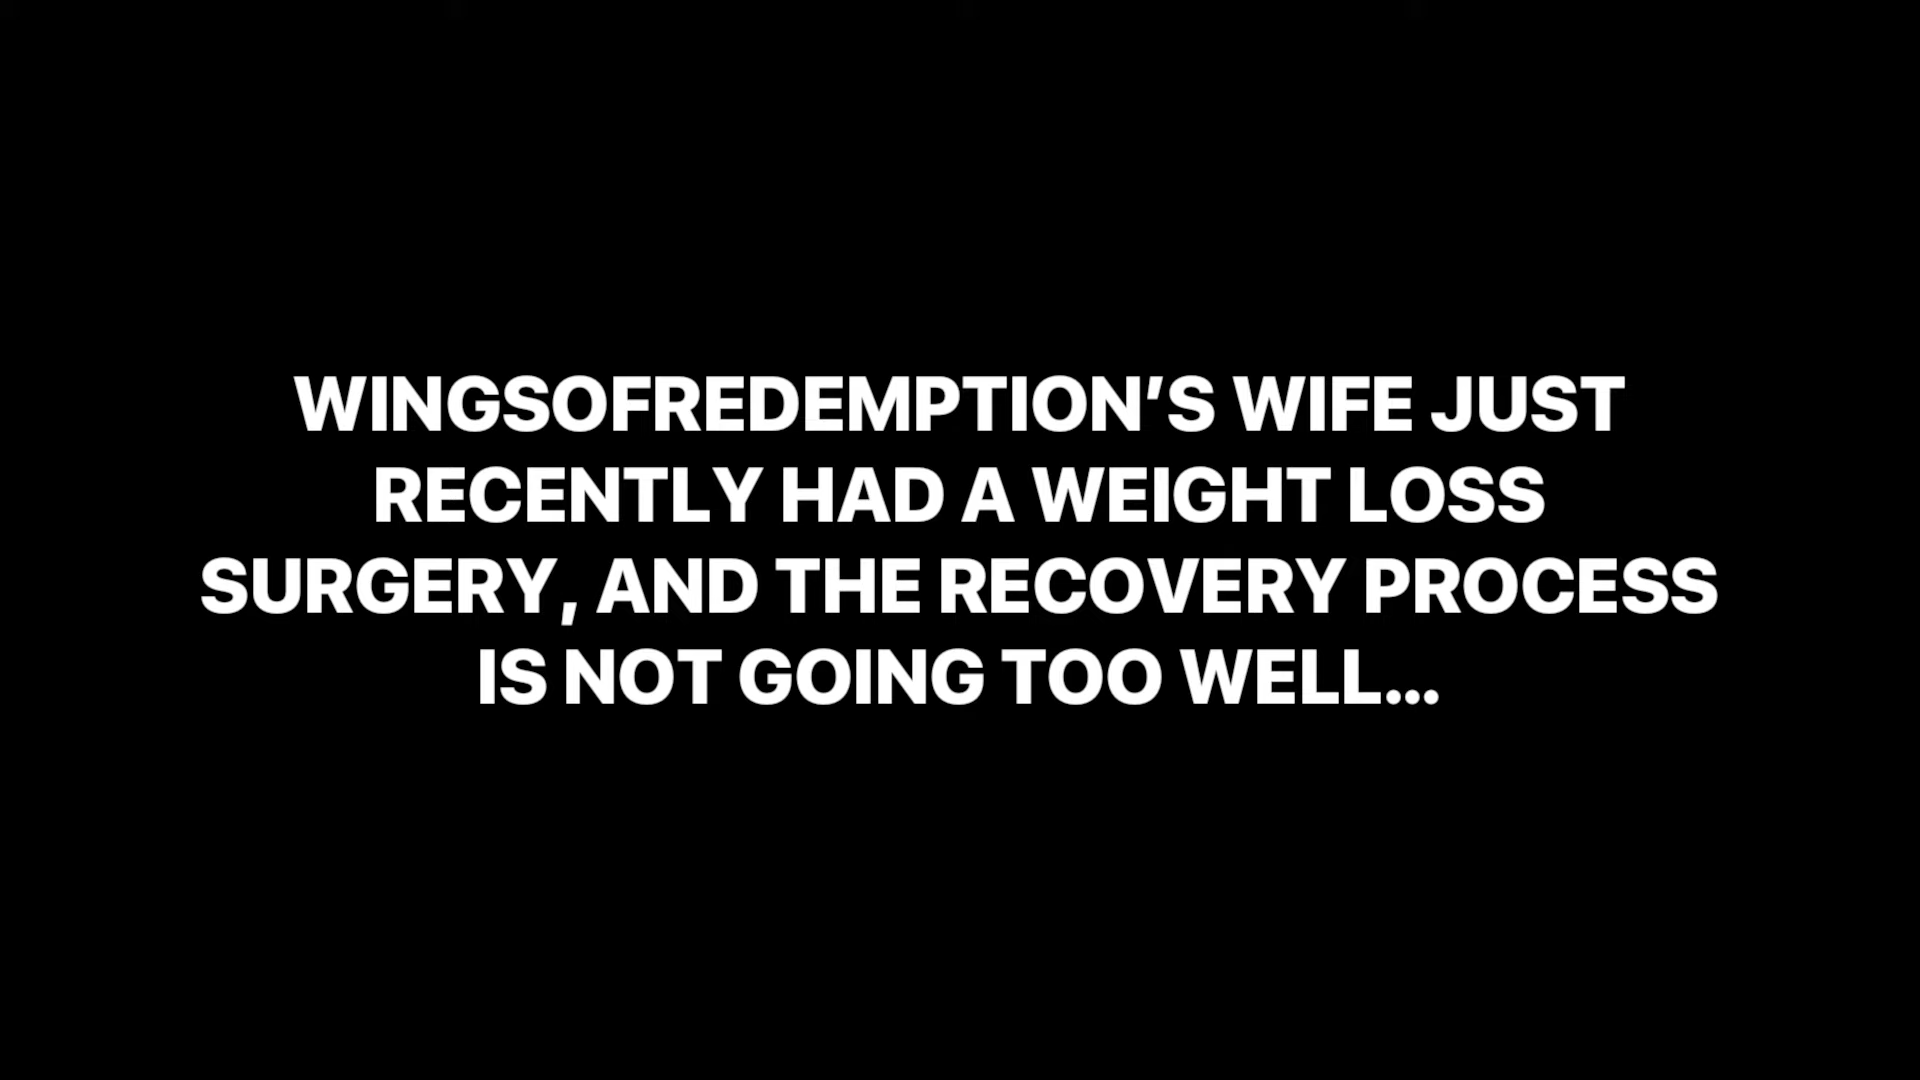 WINGSOFREDEMPTION’S WIFE JUST
RECENTLY HAD A WEIGHT LOSS
SURGERY, AND THE RECOVERY PROCESS
IS NOT GOING TOO WELL…